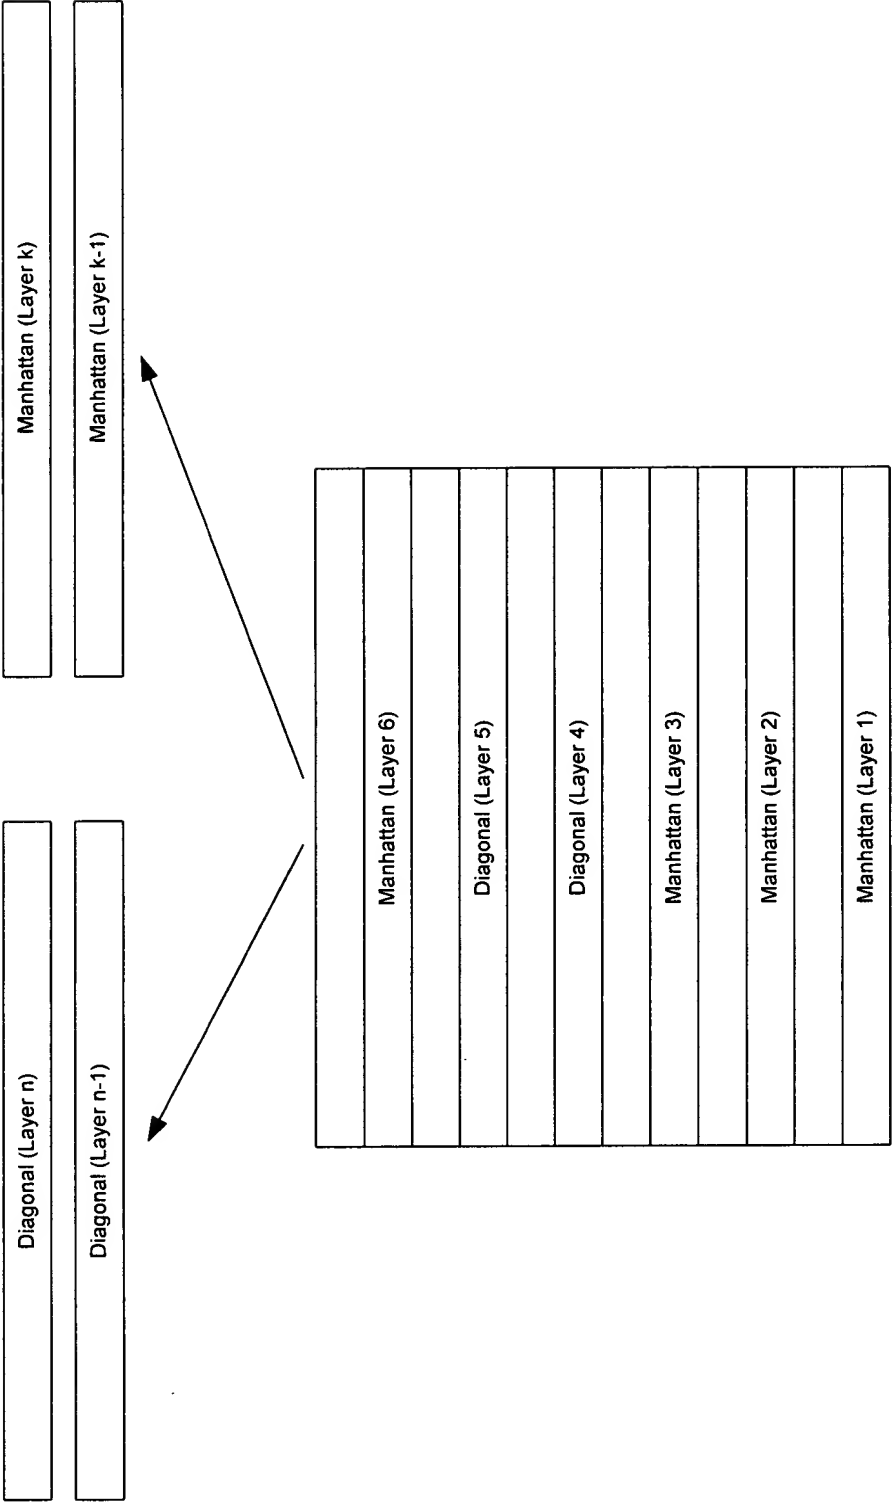 Diagonal (Layer n)
Diagonal (Layer n-1)
Manhattan (Layer k)
Manhattan (Layer k-1)
Manhattan (Layer 6)
Diagonal (Layer 5)
Diagonal (Layer 4)
Manhattan (Layer 3)
Manhattan (Layer 2)
Manhattan (Layer 1)